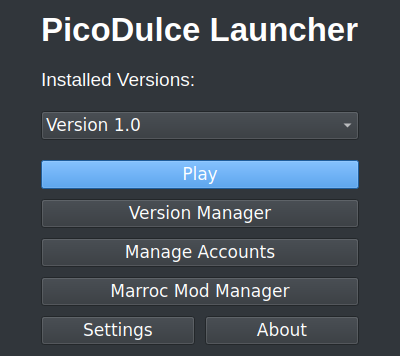 PicoDulce Launcher
Installed Versions:
Version 1.0
Play
Version Manager
Manage Accounts
Marroc Mod Manager
Settings About